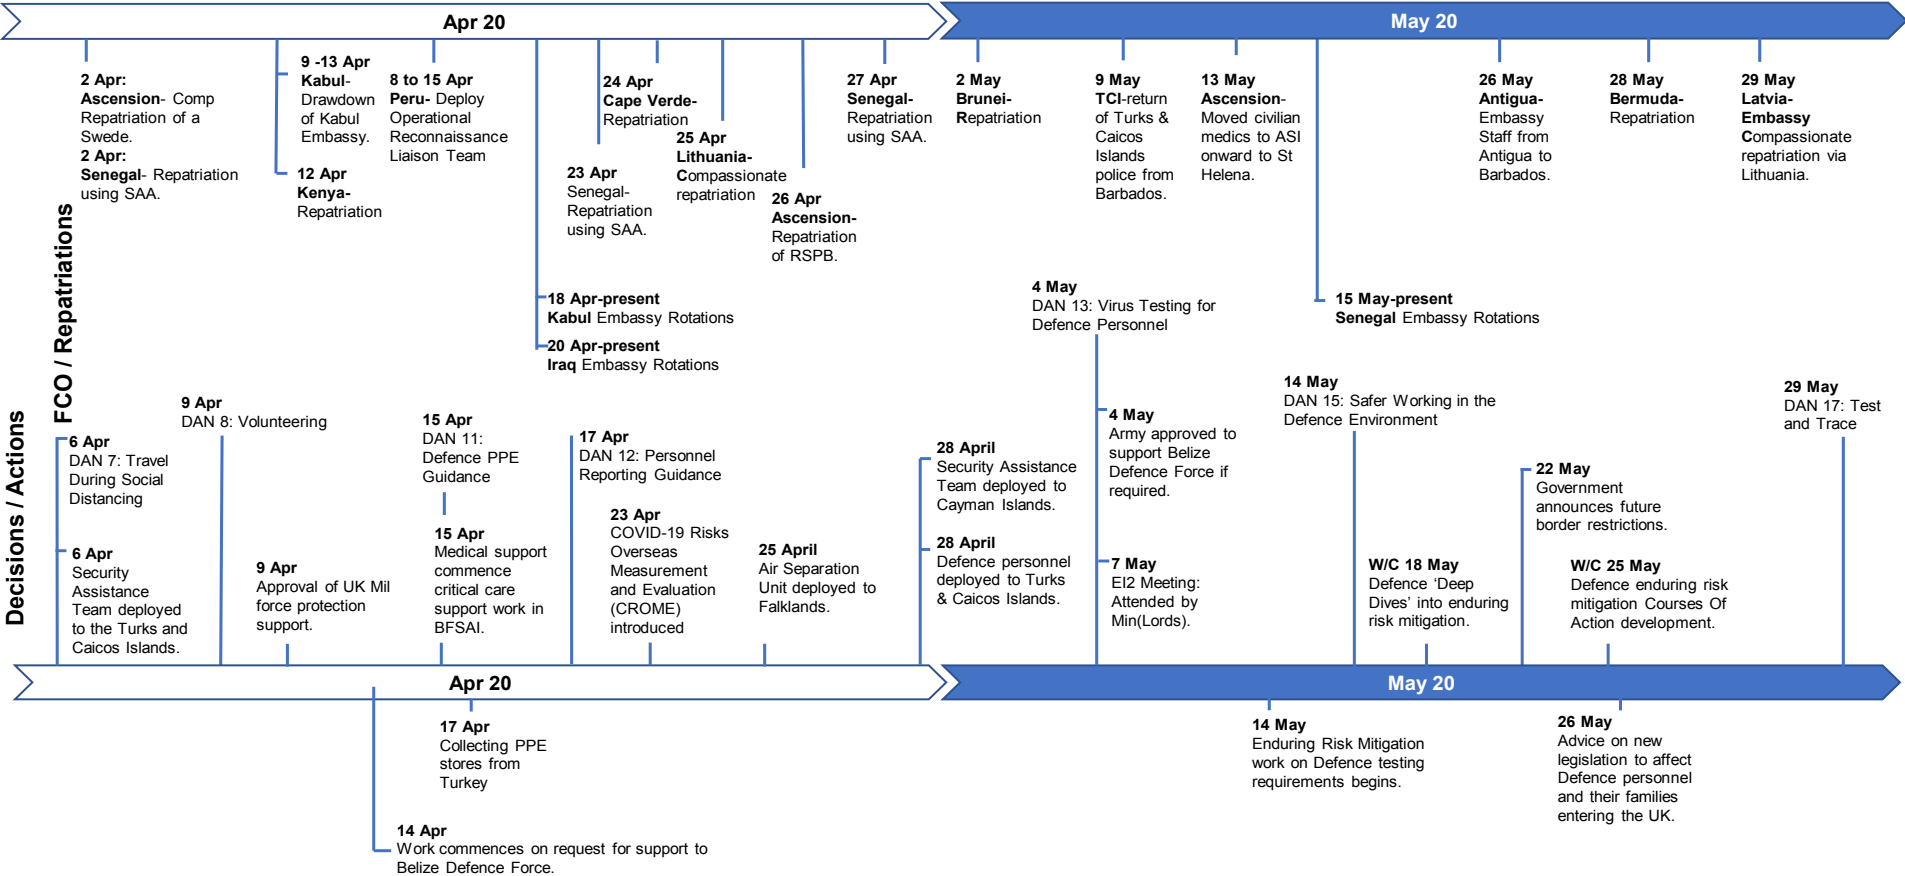 Apr 20
May 20
2 Apr:
Ascension- Comp
Repatriation of a
Swede.
2 Apr:
Senegal- Repatriation
using SAA.
9 -13 Apr
Kabul-
Drawdown
of Kabul
Embassy.
12 Apr
Kenya-
Repatriation
8 to 15 Apr
Peru- Deploy
Operational
Reconnaissance
Liaison Team
18 Apr-present
Kabul Embassy Rotations
20 Apr-present
Iraq Embassy Rotations
23 Apr
Senegal-
Repatriation
using SAA.
24 Apr
Cape Verde-
Repatriation
25 Apr
Lithuania-
Compassionate
repatriation
26 Apr
Ascension-
Repatriation
of RSPB.
27 Apr
Senegal-
Repatriation
using SAA.
2 May
Brunei-
Repatriation
9 May
TCI-return
of Turks &
Caicos
Islands
police from
Barbados.
13 May
Ascension-
Moved civilian
medics to ASI
onward to St
Helena.
15 May-present
Senegal Embassy Rotations
26 May
Antigua-
Embassy
Staff from
Antigua to
Barbados.
28 May
Bermuda-
Repatriation
29 May
Latvia-
Embassy
Compassionate
repatriation via
Lithuania.
FCO / Repatriations
Decisions / Actions
6 Apr
DAN 7: Travel
During Social
Distancing
6 Apr
Security
Assistance
Team deployed
to the Turks and
Caicos Islands.
9 Apr
DAN 8: Volunteering
9 Apr
Approval of UK Mil
force protection
support.
15 Apr
DAN 11:
Defence PPE
Guidance
15 Apr
Medical support
commence
critical care
support work in
BFSAI.
17 Apr
DAN 12: Personnel
Reporting Guidance
23 Apr
COVID-19 Risks
Overseas
Measurement
and Evaluation
(CROME)
introduced
25 April
Air Separation
Unit deployed to
Falklands.
28 April
Security Assistance
Team deployed to
Cayman Islands.
28 April
Defence personnel
deployed to Turks
& Caicos Islands.
4 May
DAN 13: Virus Testing for
Defence Personnel
4 May
Army approved to
support Belize
Defence Force if
required.
7 May
EI2 Meeting:
Attended by
Min(Lords).
14 May
DAN 15: Safer Working in the
Defence Environment
W/C 18 May
Defence ‘Deep
Dives’ into enduring
risk mitigation.
22 May
Government
announces future
border restrictions.
W/C 25 May
Defence enduring risk
mitigation Courses Of
Action development.
29 May
DAN 17: Test
and Trace
Apr 20
May 20
17 Apr
Collecting PPE
stores from
Turkey
14 Apr
Work commences on request for support to
Belize Defence Force.
14 May
Enduring Risk Mitigation
work on Defence testing
requirements begins.
26 May
Advice on new
legislation to affect
Defence personnel
and their families
entering the UK.